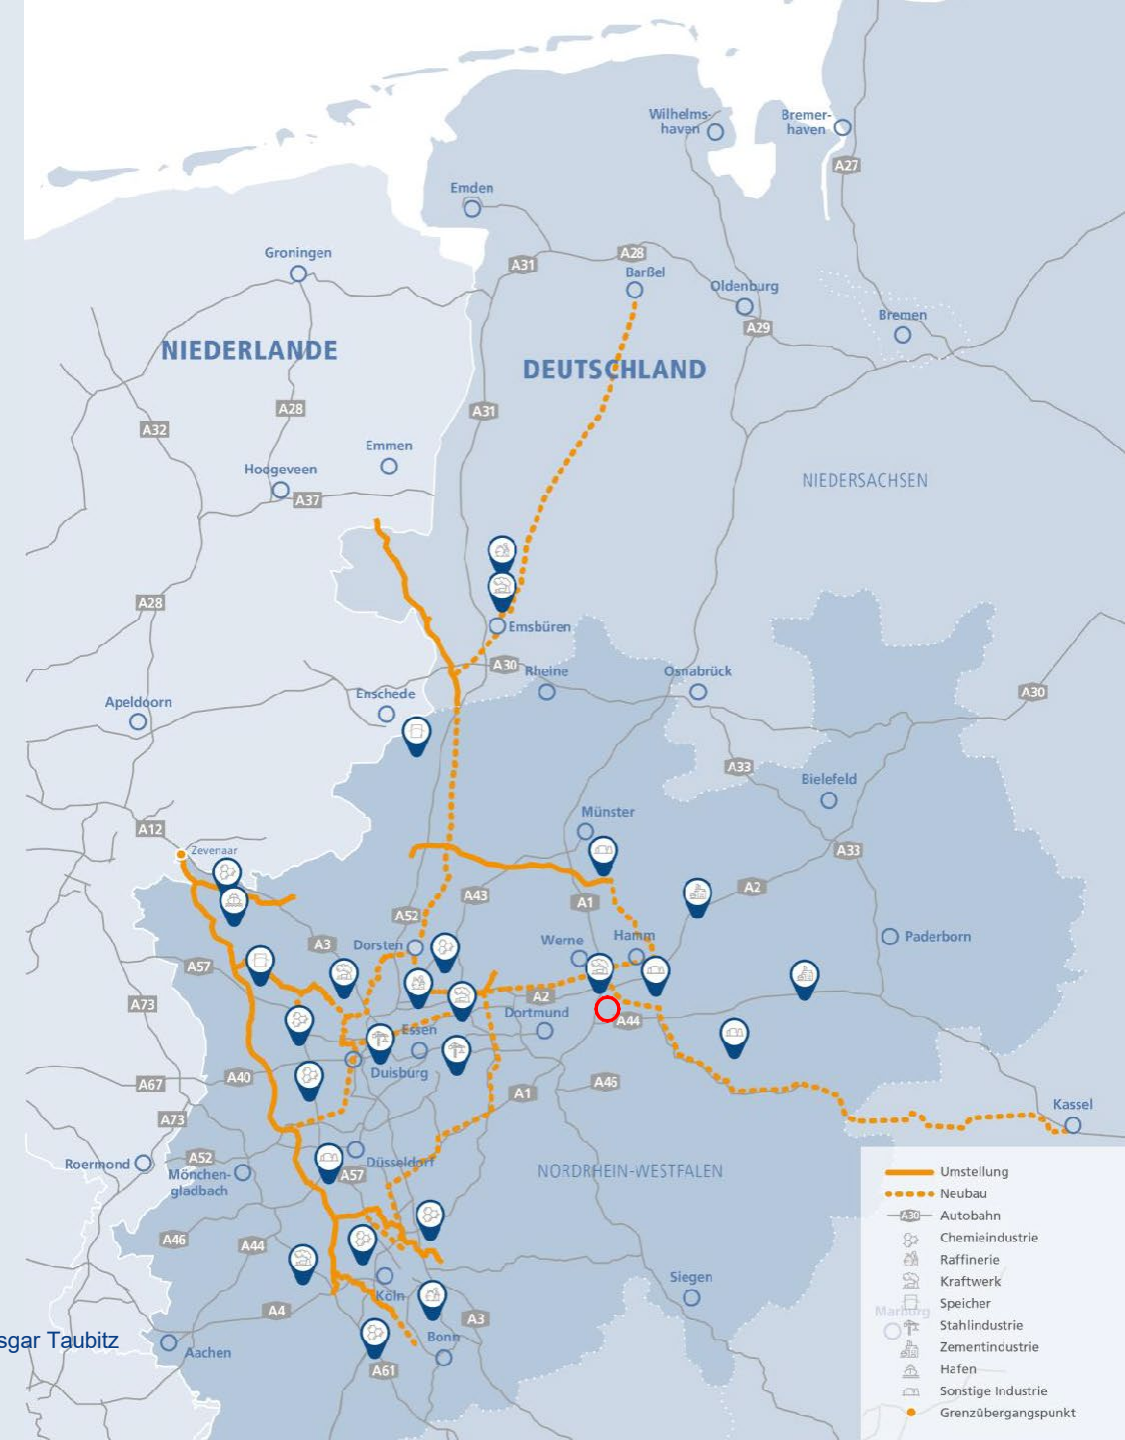 Wilhelms-
haven
Bremer-
haven
A27
Emden
Groningen
A31
A28
Barßel
Oldenburg
A29
Bremen
NIEDERLANDE
DEUTSCHLAND
A28
A31
A32
Emmen
Hoogeveen
A37
NIEDERSACHSEN
A28
Emsbüren
A30
Rheine
Osnabrück
A30
Enschede
Apeldoorn
A33
Bielefeld
Münster
A12
Zevenaar
A33
A2
A43
A1
A52
Hamm
Paderborn
A3
Dorsten
Werne
A57
A2
A73
Dortmund
A44
Essen
Duisburg
A40
A67
A46
A1
Kassel
A73
A52
Düsseldorf
Roermond
Mönchen-
gladbach
A57
NORDRHEIN-WESTFALEN
A46
A44
Siegen
Köln
A4
A3
Marburg
Bonn
sgar Taubitz
Aachen
A61
Umstellung
Neubau
A30
Autobahn
Chemieindustrie
Raffinerie
Kraftwerk
Speicher
Stahlindustrie
Zementindustrie
Hafen
Sonstige Industrie
Grenzübergangspunkt